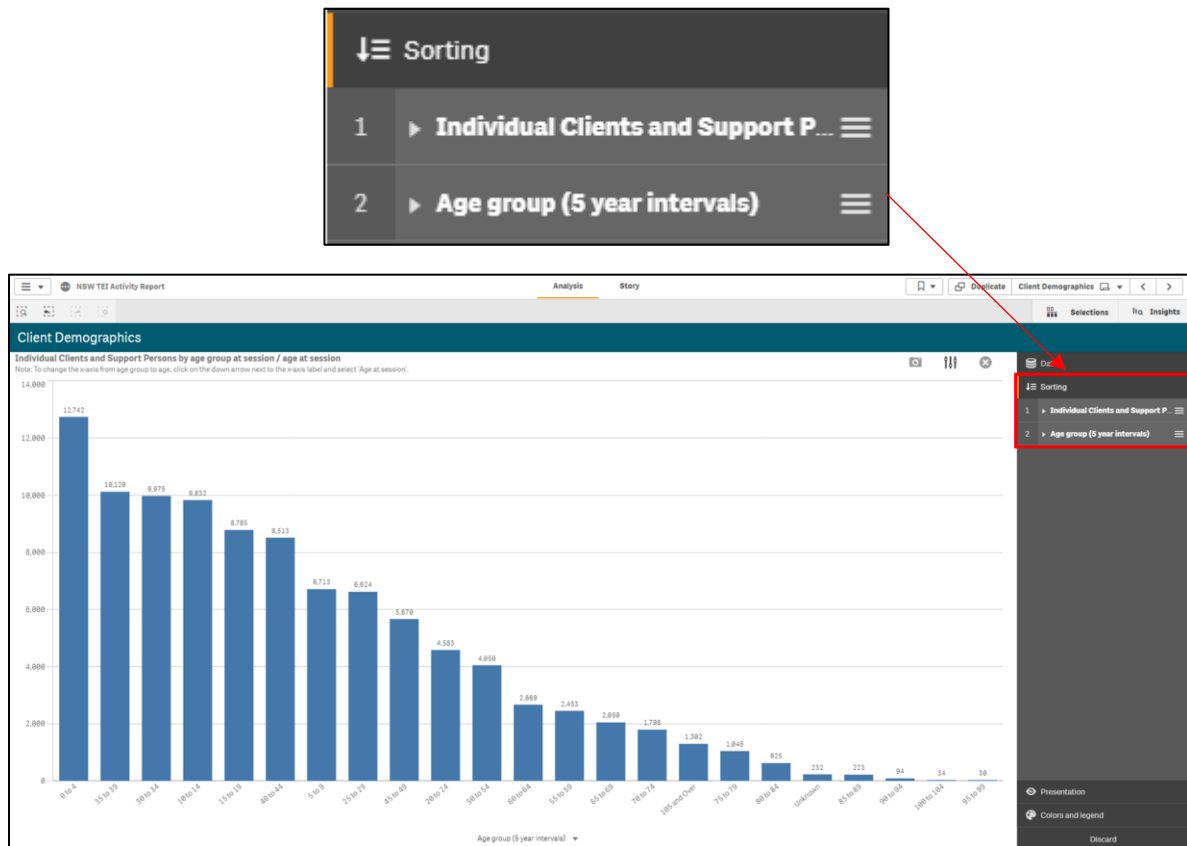 Sorting
1 Individual Clients and Support P...
2 Age group (5 year intervals)
NSW TEI Activity Report
Analysis Story
Duplicate
Client Demographics
Selections
Insights
Client Demographics
Individual Clients and Support Persons by age group at session / age at session
Note: To change the x-axis from age group to age, click on the down arrow next to the x-axis label and select 'Age at session'.
14,000
12,000
10,000
8,000
6,000
4,000
2,000
0
12,742
10,120
9,975
9,832
8,785
8,513
6,713
6,624
5,670
4,583
4,050
2,669
2,453
2,050
1,795
1,302
1,045
625
232
223
94
34
30
0 to 4
35 to 39
30 to 34
10 to 14
15 to 19
40 to 44
5 to 9
25 to 29
45 to 49
20 to 24
50 to 54
60 to 64
55 to 59
65 to 69
70 to 74
105 and Over
75 to 79
80 to 84
Unknown
85 to 89
90 to 94
100 to 104
95 to 99
Age group (5 year intervals)
Sorting
1 Individual Clients and Support P...
2 Age group (5 year intervals)
Presentation
Colors and legend
Discard